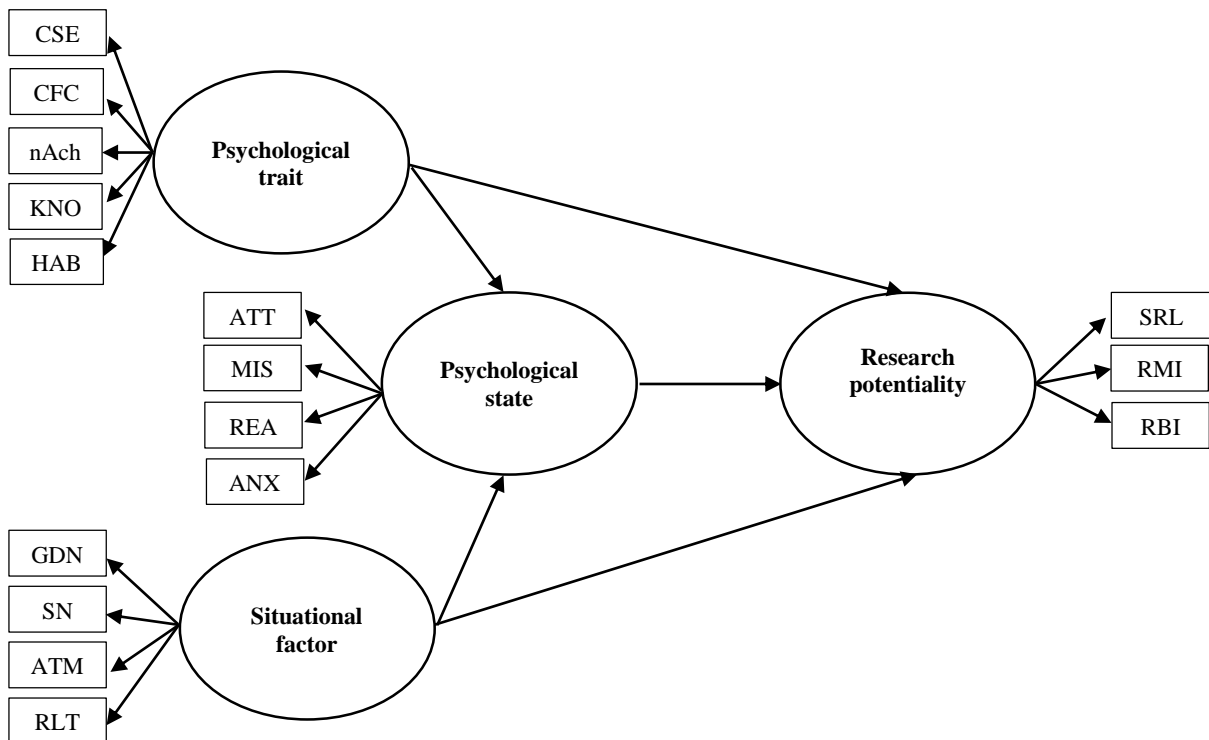 CSE
CFC
nAch
KNO
HAB
Psychological
trait
ATT
MIS
REA
ANX
Psychological
state
Research
potentiality
SRL
RMI
RBI
GDN
SN
ATM
RLT
Situational
factor